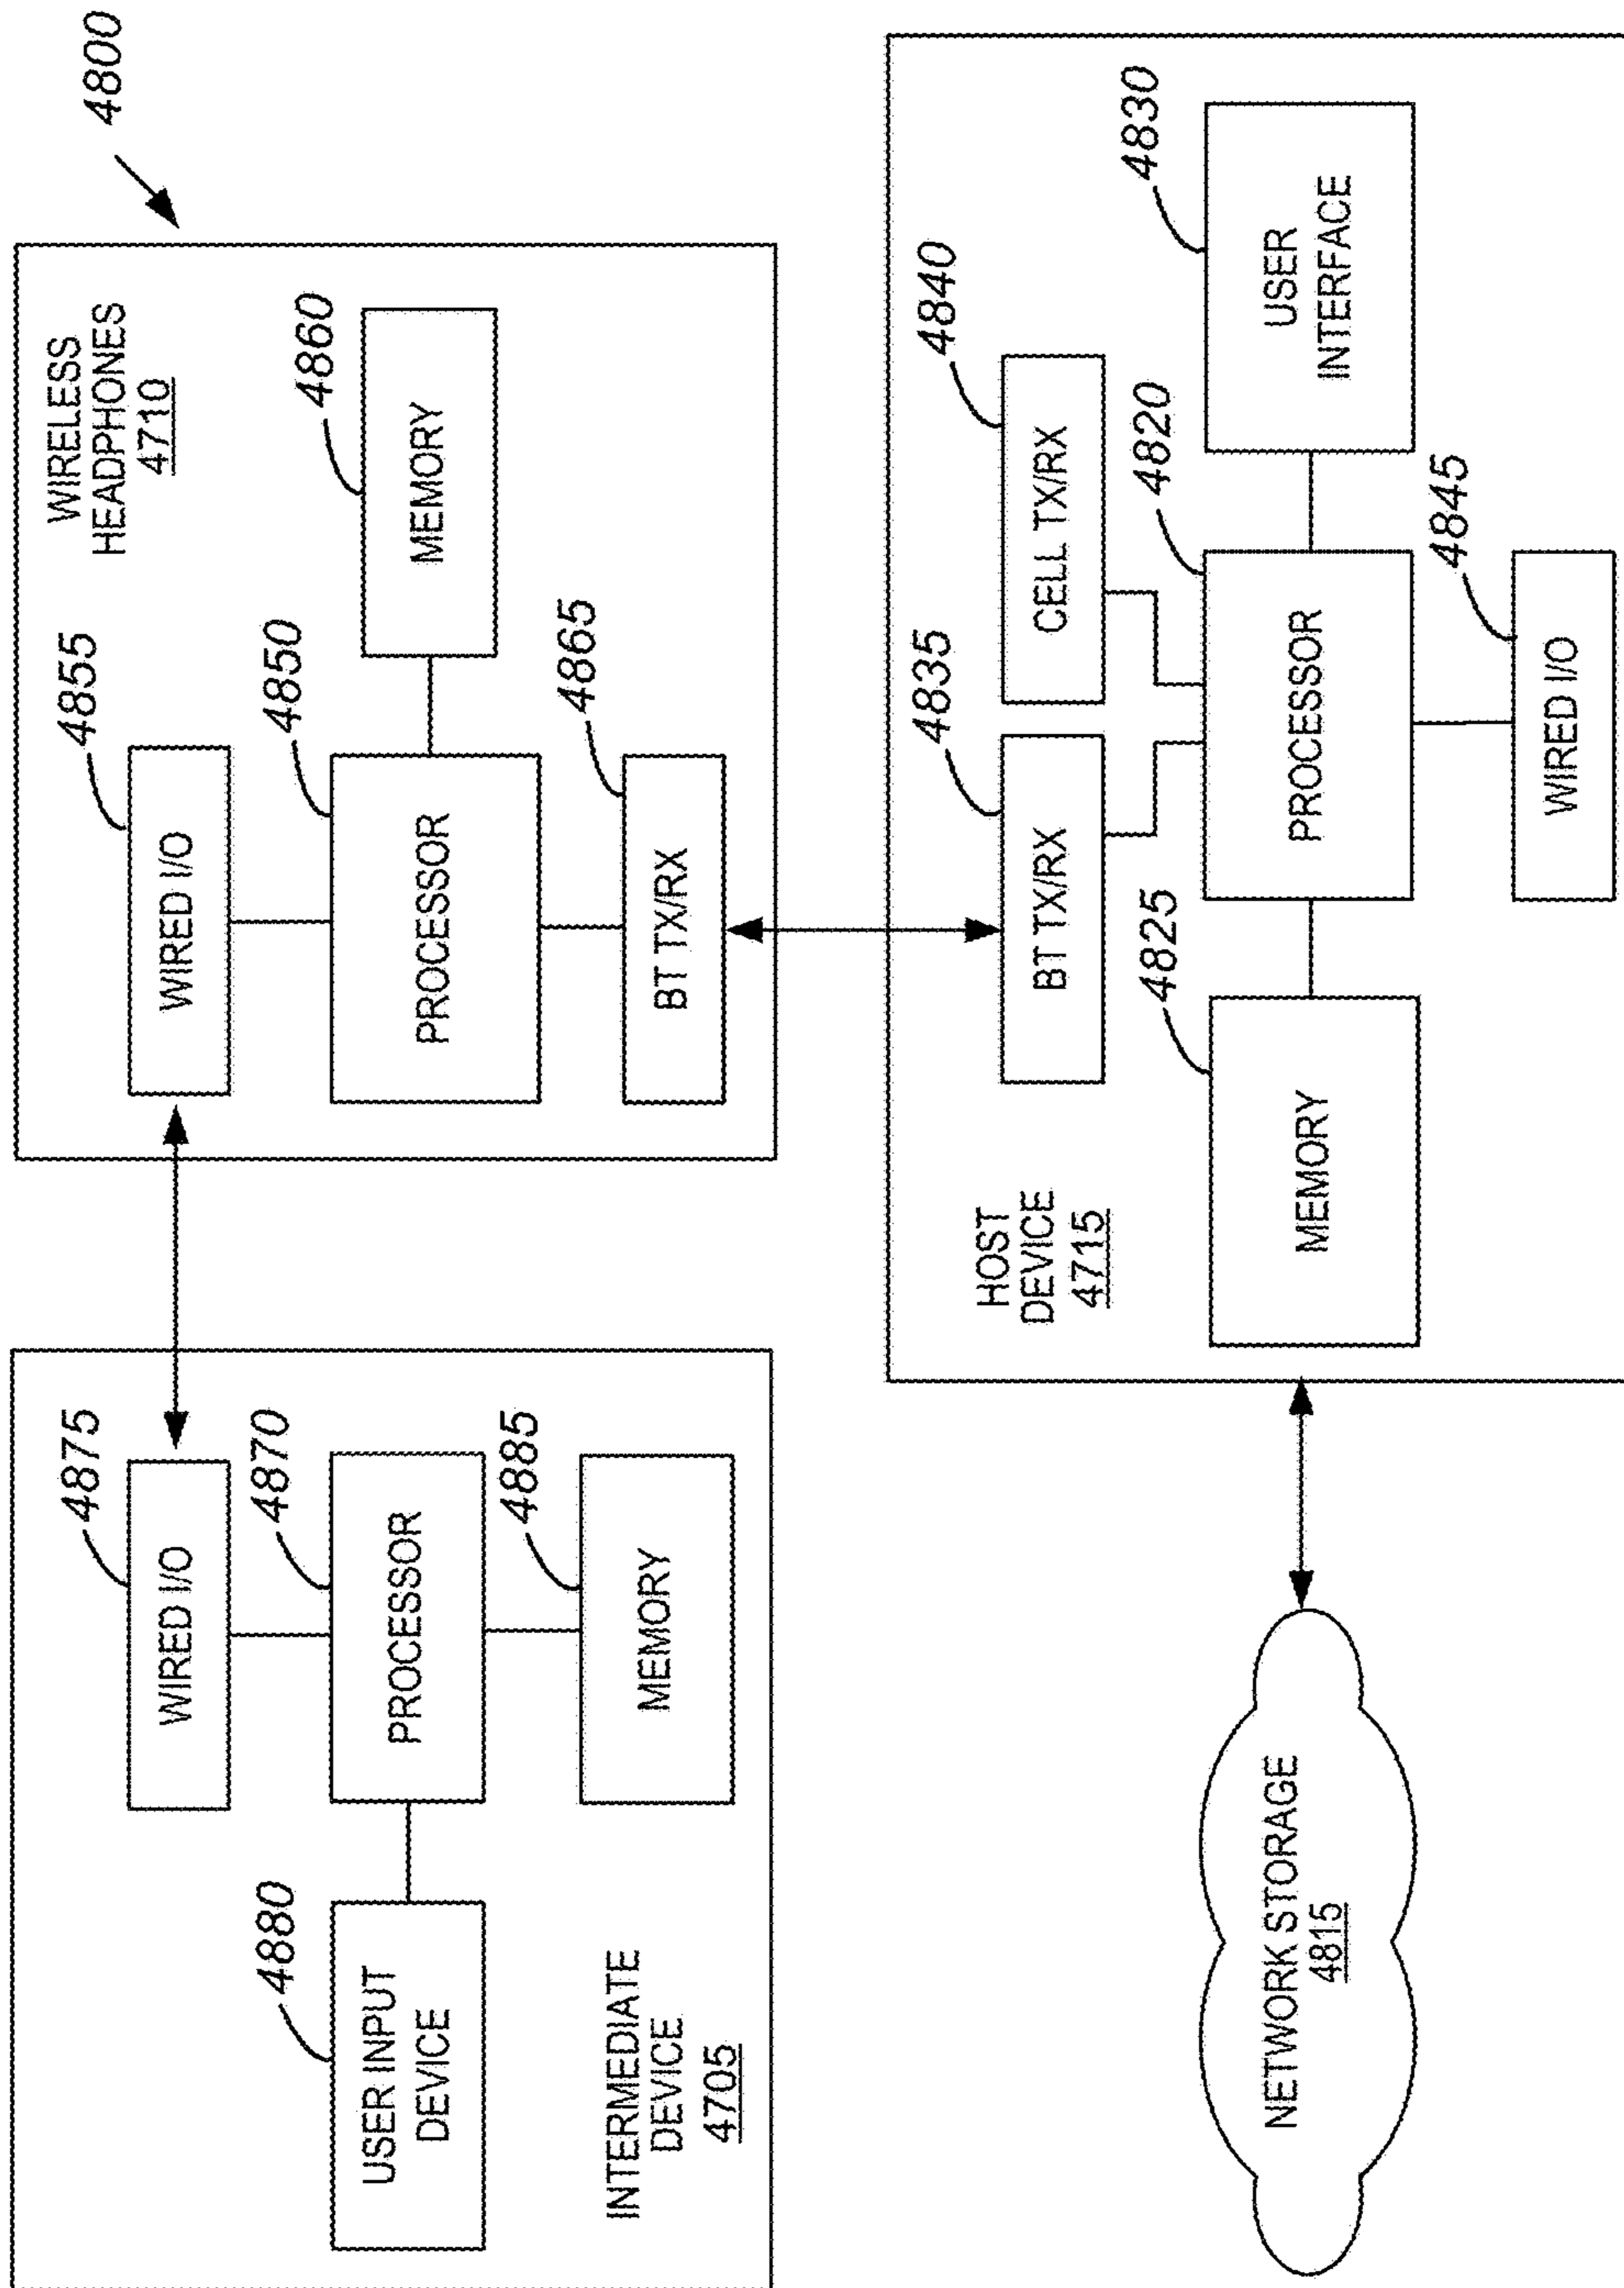 4800
INTERMEDIATE
DEVICE
4705
USER INPUT
DEVICE
4880
WIRED I/O
4875
PROCESSOR
4870
MEMORY
4885
WIRELESS
HEADPHONES
4710
WIRED I/O
4855
PROCESSOR
4850
MEMORY
4860
BT TX/RX
4865
NETWORK STORAGE
4815
HOST
DEVICE
4715
MEMORY
4825
BT TX/RX
4835
CELL TX/RX
4840
PROCESSOR
4820
USER
INTERFACE
4830
WIRED I/O
4845